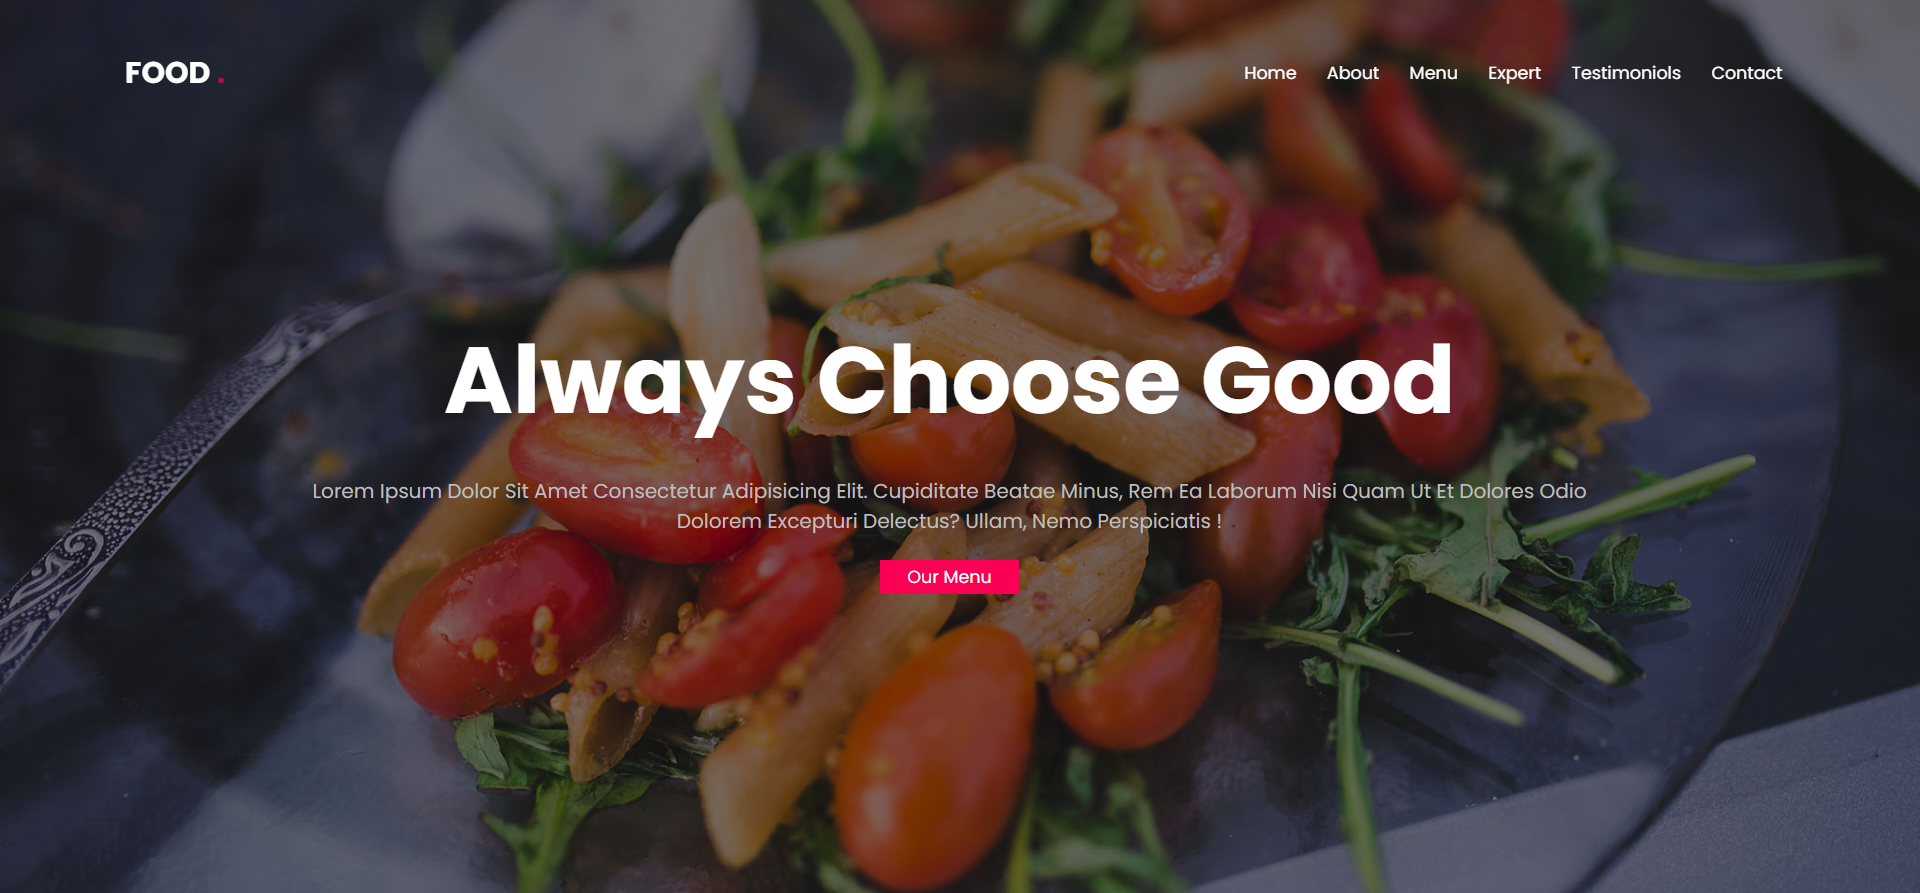 FOOD .
Home About Menu Expert Testimoniols Contact
Always Choose Good
Lorem Ipsum Dolor Sit Amet Consectetur Adipisicing Elit. Cupiditate Beatae Minus, Rem Ea Laborum Nisi Quam Ut Et Dolores Odio
Dolorem Excepturi Delectus? Ullam, Nemo Perspiciatis !
Our Menu